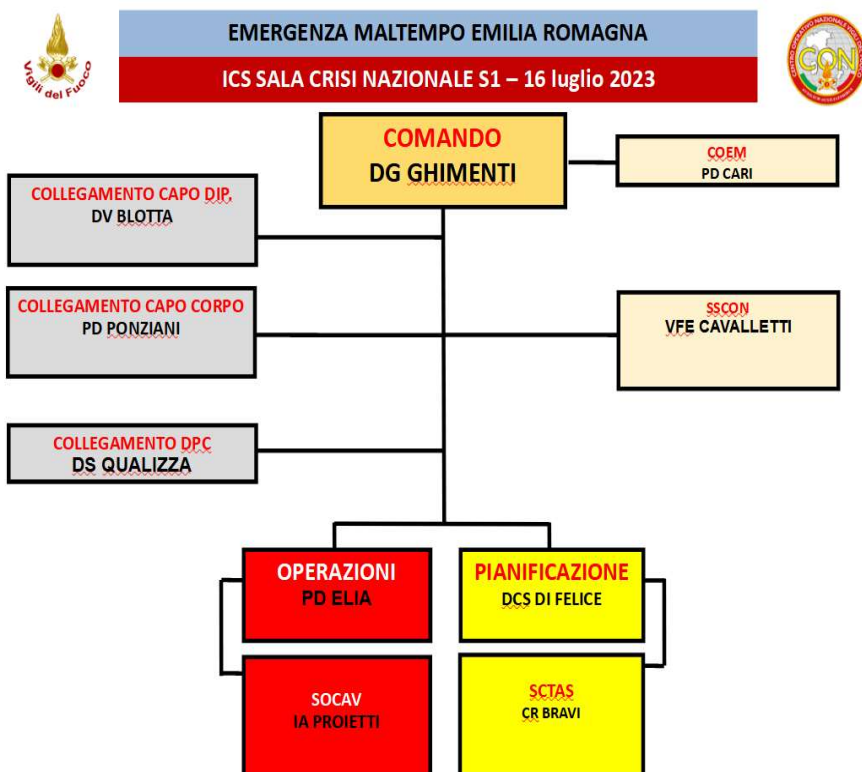 EMERGENZA MALTEMPO EMILIA ROMAGNA
ICS SALA CRISI NAZIONALE S1 – 16 luglio 2023
Vigili del Fuoco
CON
COMANDO
DG GHIMENTI
COEM
PD CARI
COLLEGAMENTO CAPO DIP.
DV BLOTTA
COLLEGAMENTO CAPO CORPO
PD PONZIANI
SSCON
VFE CAVALLETTI
COLLEGAMENTO DPC
DS QUALIZZA
OPERAZIONI
PD ELIA
PIANIFICAZIONE
DCS DI FELICE
SOCAV
IA PROIETTI
SCTAS
CR BRAVI